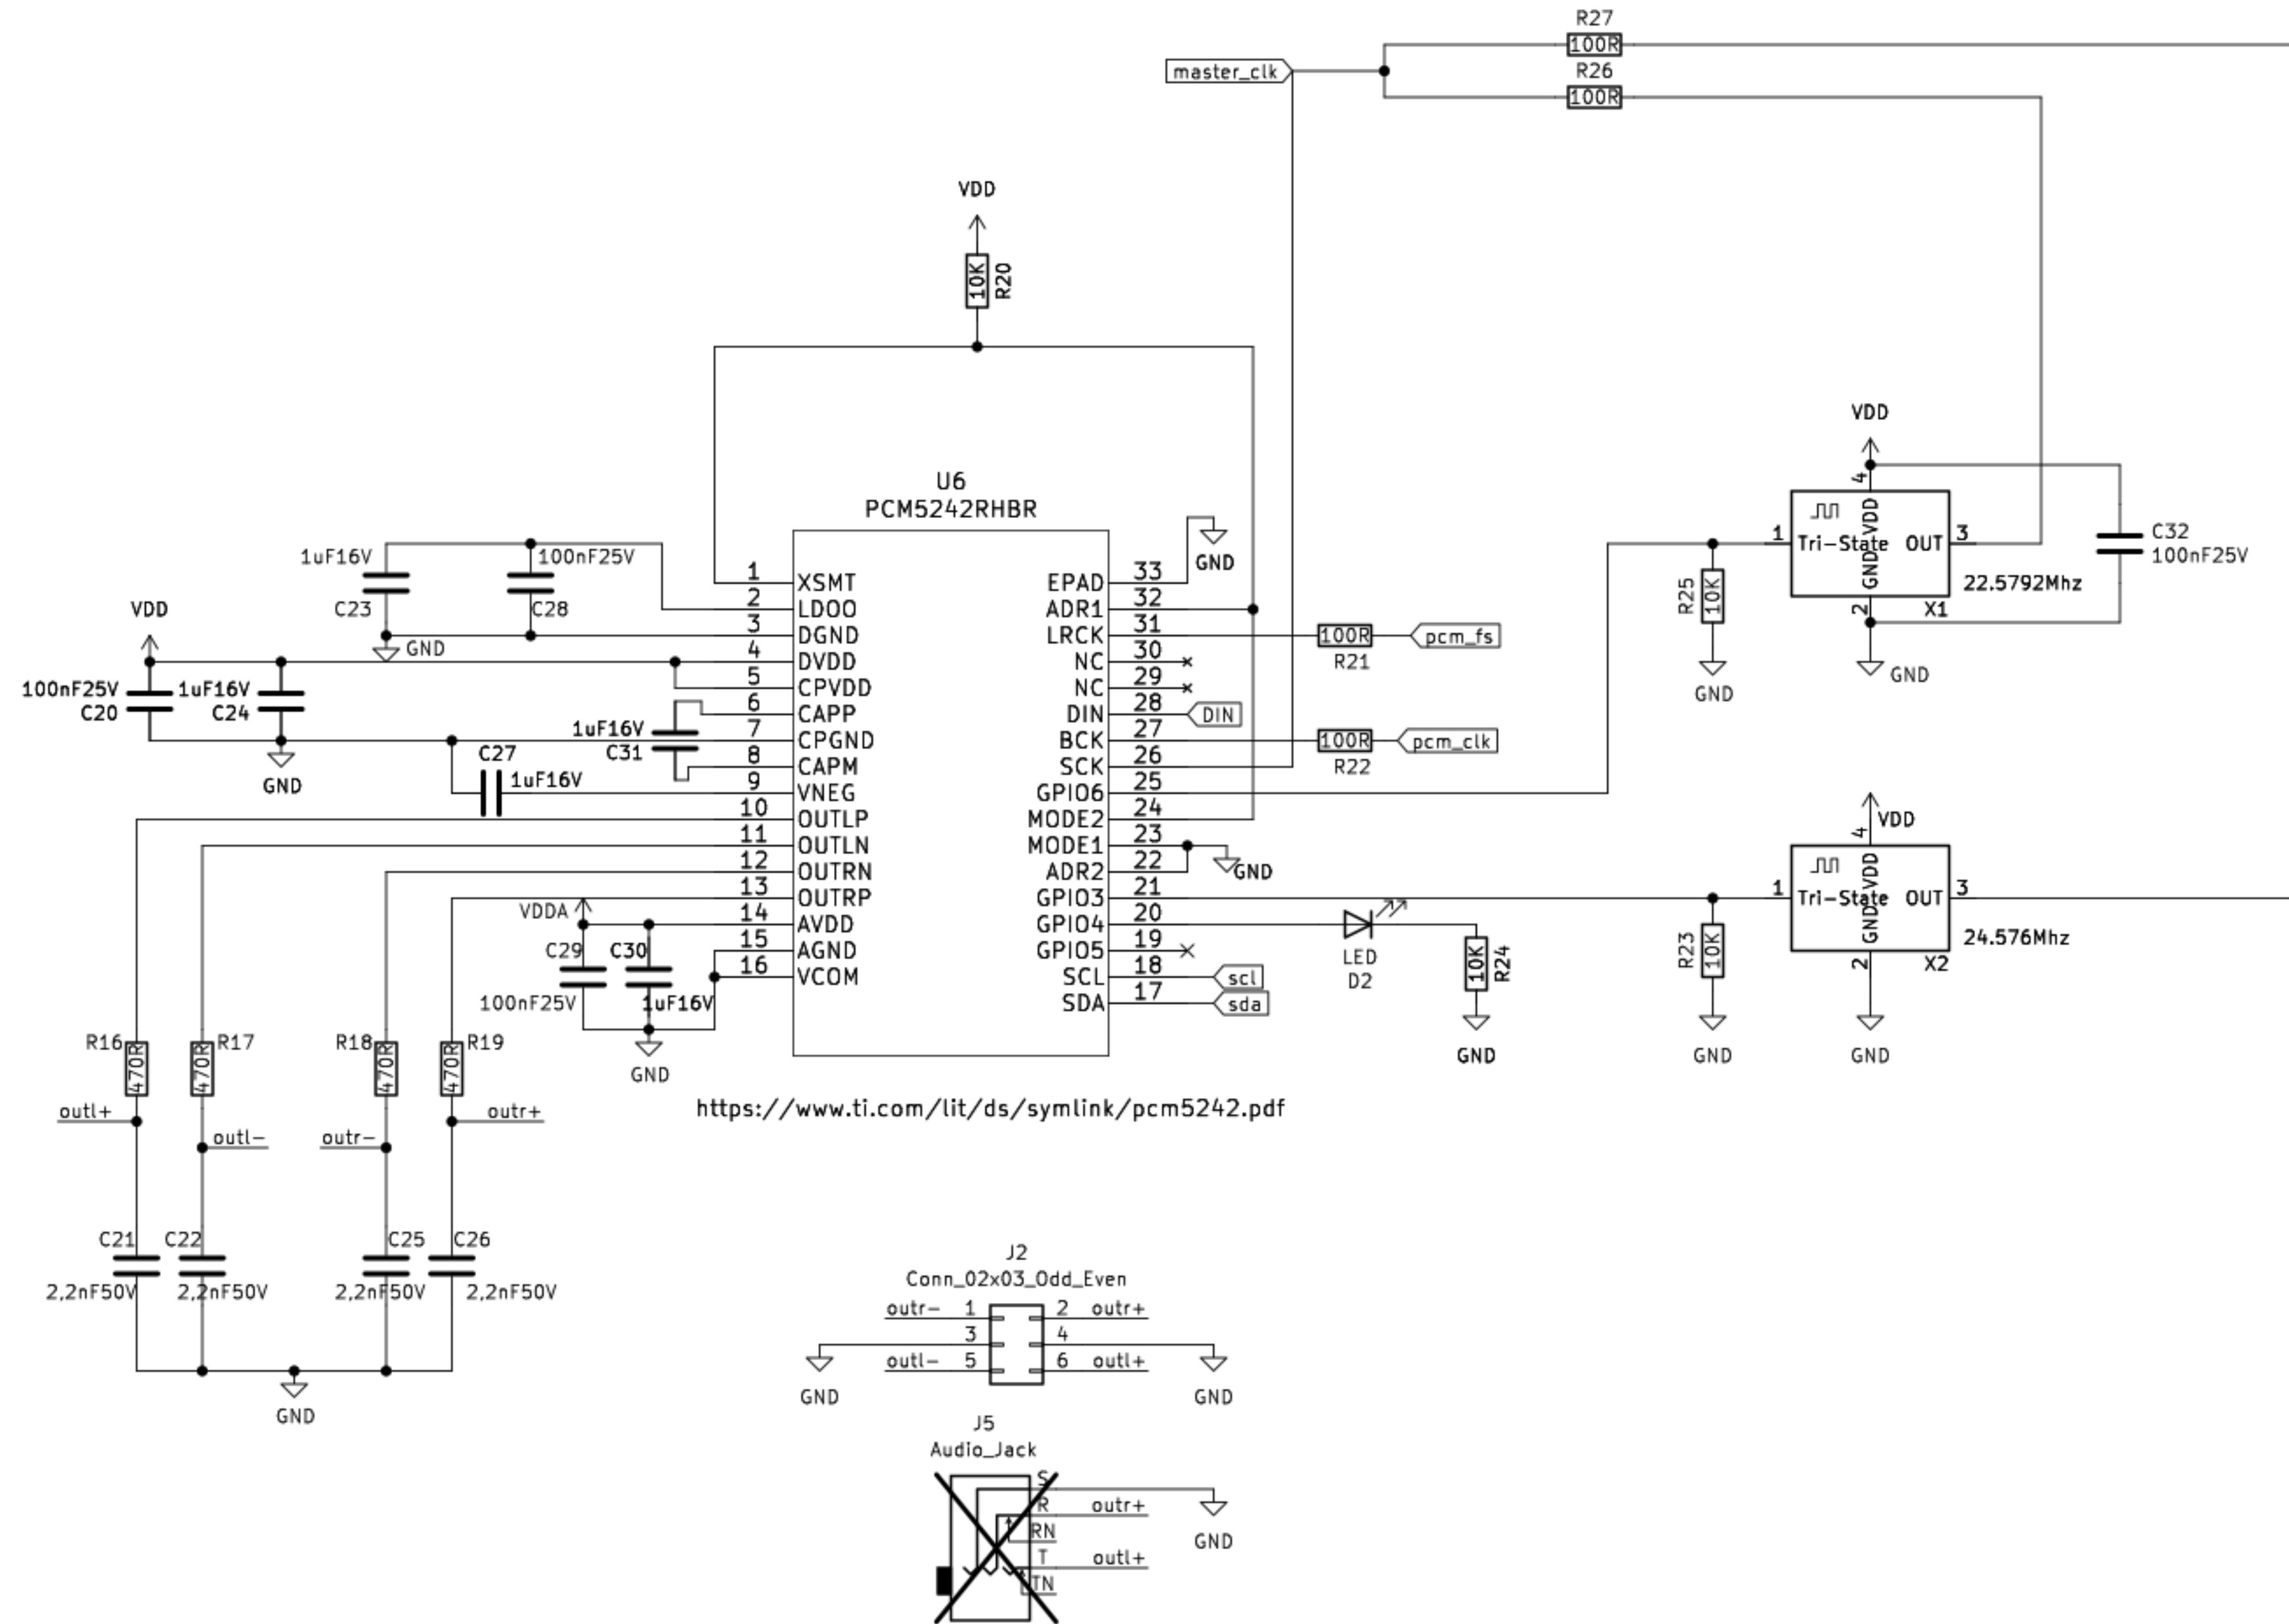 R27
100R
master_clk
R26
100R
VDD
10K
R20
VDD
U6
PCM5242RHBR
4
VDD
1
Tri-State
OUT
3
GND
2
22.5792Mhz
X1
C32
100nF25V
R25
10K
GND
GND
1uF16V
C23
100nF25V
C28
GND
VDD
100nF25V
C20
1uF16V
C24
GND
1uF16V
C31
C27
1uF16V
1 XSMT
2 LDOO
3 DGND
4 DVDD
5 CPVDD
6 CAPP
7 CPGND
8 CAPM
9 VNEG
10 OUTLP
11 OUTLN
12 OUTRN
13 OUTRP
14 AVDD
15 AGND
16 VCOM
EPAD 33
ADR1 32
LRCK 31
NC 30
NC 29
DIN 28
BCK 27
SCK 26
GPIO6 25
MODE2 24
MODE1 23
ADR2 22
GPIO3 21
GPIO4 20
GPIO5 19
SCL 18
SDA 17
GND
100R
R21
pcm_fs
DIN
100R
R22
pcm_clk
GND
LED
D2
10K
R24
GND
scl
sda
VDD
4
VDD
1
Tri-State
OUT
3
GND
2
24.576Mhz
X2
R23
10K
GND
GND
VDDA
C29
100nF25V
C30
1uF16V
GND
R16
470R
R17
470R
R18
470R
R19
470R
outl+
outl-
outr-
outr+
C21
2,2nF50V
C22
2,2nF50V
C25
2,2nF50V
C26
2,2nF50V
GND
https://www.ti.com/lit/ds/symlink/pcm5242.pdf
J2
Conn_02x03_Odd_Even
outr- 1 2 outr+
3 4
outl- 5 6 outl+
GND
GND
J5
Audio_Jack
S
R outr+
RN
T outl+
TN
GND